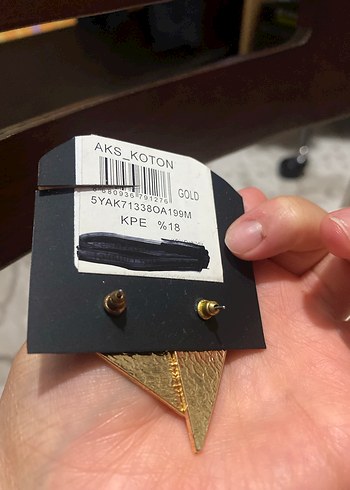 AKS_KOTON
GOLD
5YAK71338OA199M
KPE %18